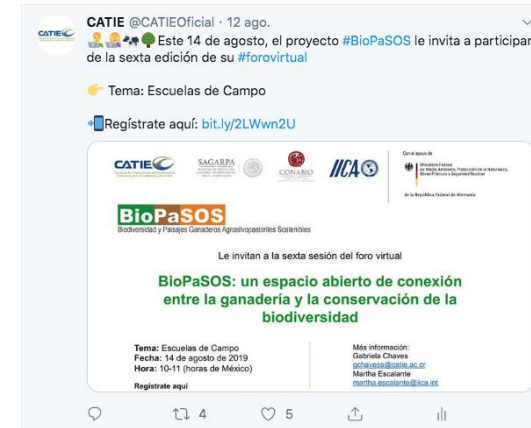 CATIE @CATIEOficial · 12 ago.
Este 14 de agosto, el proyecto #BioPaSOS le invita a participar
de la sexta edición de su #forovirtual
Tema: Escuelas de Campo
Regístrate aquí: bit.ly/2LWwn2U
CATIE
SAGARPA
CONABIO
IICA
Con el apoyo de
Ministerio Federal
de Medio Ambiente, Protección de la Naturaleza,
Obras Públicas y Seguridad Nuclear
de la República Federal de Alemania
BioPaSOS
Biodiversidad y Paisajes Ganaderos Agrosilvopastoriles Sostenibles
Le invitan a la sexta sesión del foro virtual
BioPaSOS: un espacio abierto de conexión
entre la ganadería y la conservación de la
biodiversidad
Tema: Escuelas de Campo
Fecha: 14 de agosto de 2019
Hora: 10-11 (horas de México)
Regístrate aquí
Más información:
Gabriela Chaves
gchavess@catie.ac.cr
Martha Escalante
martha.escalante@iica.int
4
5